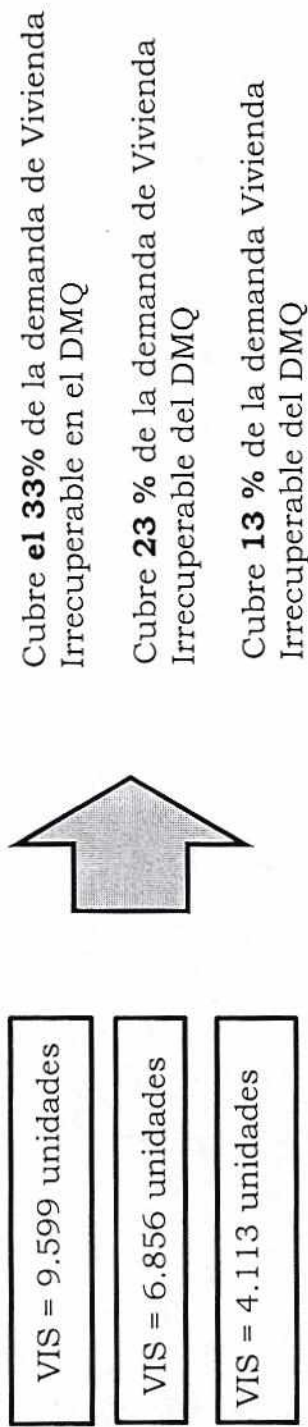 VIS = 9.599 unidades
VIS = 6.856 unidades
VIS = 4.113 unidades
Cubre el 33% de la demanda de Vivienda
Irrecuperable en el DMQ
Cubre 23 % de la demanda de Vivienda
Irrecuperable del DMQ
Cubre 13 % de la demanda Vivienda
Irrecuperable del DMQ